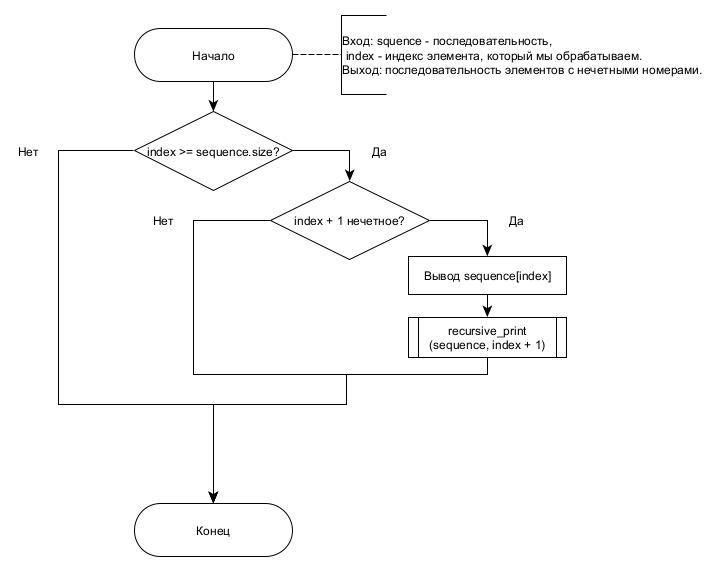 Начало
Вход: squence - последовательность,
index - индекс элемента, который мы обрабатываем.
Выход: последовательность элементов с нечетными номерами.
Нет
index >= sequence.size?
Да
Нет
index + 1 нечетное?
Да
Вывод sequence[index]
recursive_print
(sequence, index + 1)
Конец